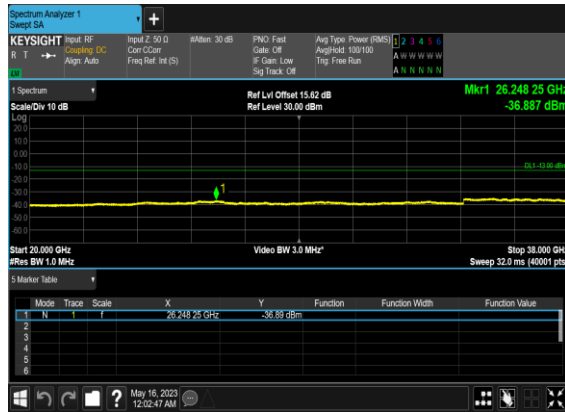 Spectrum Analyzer 1
Swept SA
+
KEYSIGHT Input: RF Input Z: 50 Ω #Atten: 30 dB PNO: Fast Avg Type: Power (RMS) 1 2 3 4 5 6
R T Coupling: DC Corr CCorr Gate: Off Avg|Hold: 100/100 A W W W W W
Align: Auto Freq Ref: Int (S) IF Gain: Low Trig: Free Run
Sig Track: Off A N N N N N
LXI
1 Spectrum
Ref Lvl Offset 15.62 dB Mkr1 26.248 25 GHz
Scale/Div 10 dB Ref Level 30.00 dBm -36.887 dBm
Log
20.0
10.0
0.00
-10.0
DL1 -13.00 dBm
-20.0
-30.0
1
-40.0
-50.0
-60.0
Start 20.000 GHz Video BW 3.0 MHz* Stop 38.000 GHz
#Res BW 1.0 MHz Sweep 32.0 ms (40001 pts)
5 Marker Table
Mode Trace Scale X Y Function Function Width Function Value
1 N 1 f 26.248 25 GHz -36.89 dBm
2
3
4
5
6
? May 16, 2023
12:02:47 AM